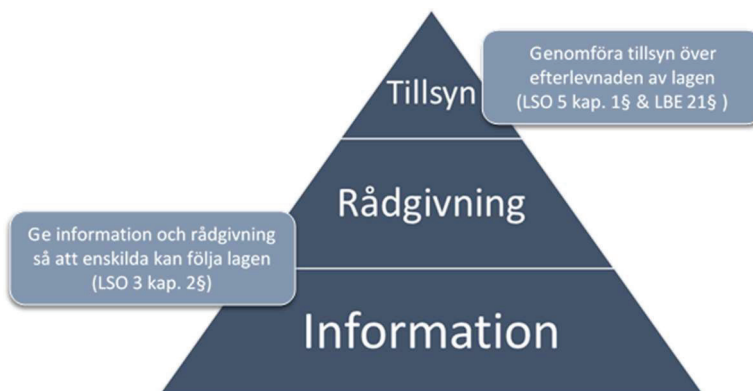 Tillsyn
Genomföra tillsyn över
efterlevnaden av lagen
(LSO 5 kap. 1§ & LBE 21§ )
Rådgivning
Ge information och rådgivning
så att enskilda kan följa lagen
(LSO 3 kap. 2§)
Information